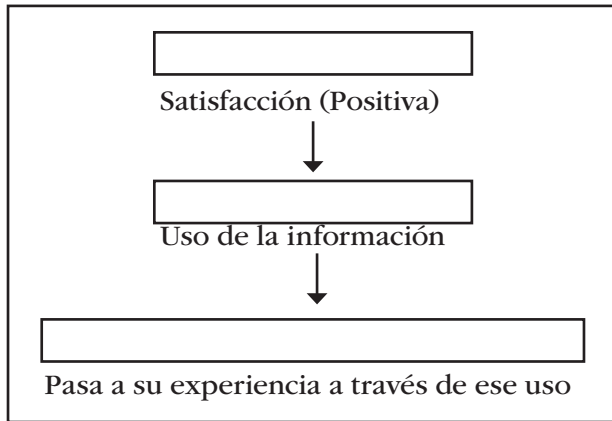 Satisfacción (Positiva)
Uso de la información
Pasa a su experiencia a través de ese uso